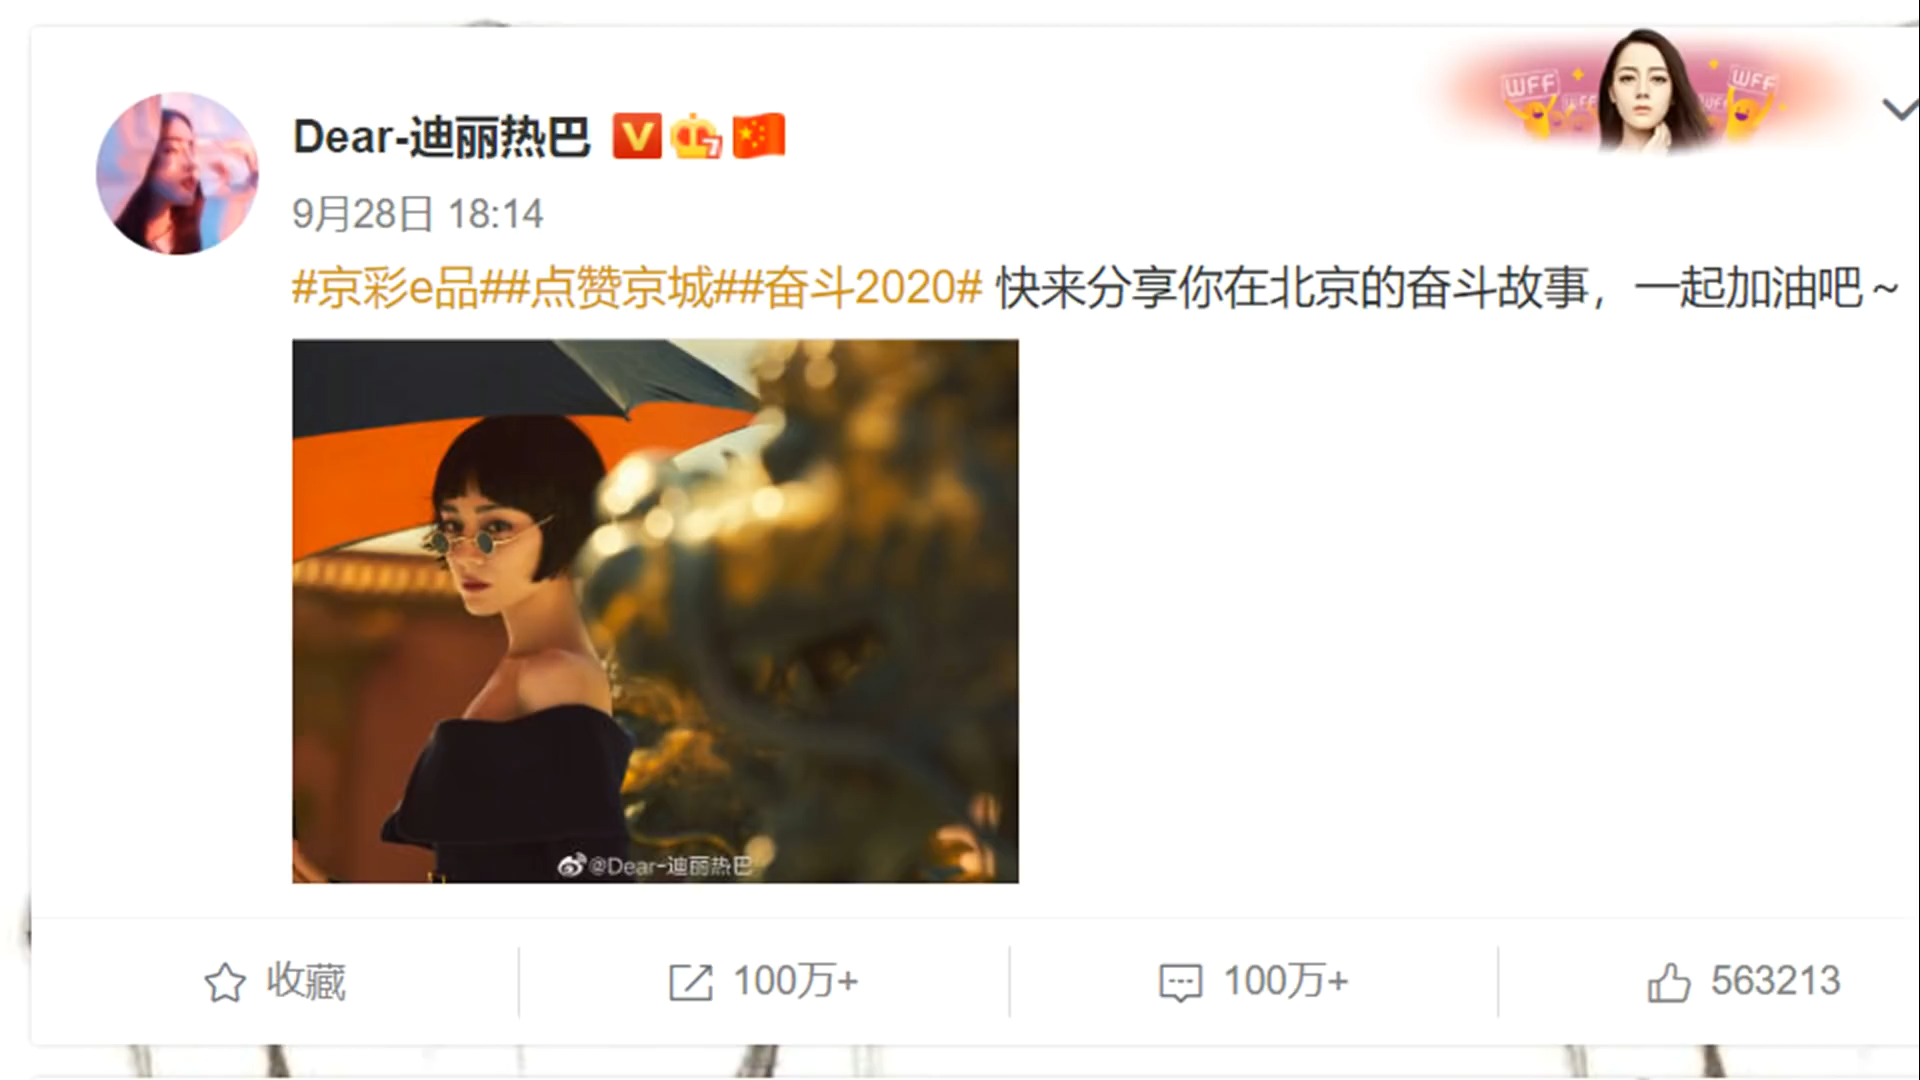 WFF WFF
Dear-迪丽热巴
9月28日 18:14
#京彩e品##点赞京城##奋斗2020# 快来分享你在北京的奋斗故事，一起加油吧～
@Dear-迪丽热巴
收藏 100万+ 100万+ 563213